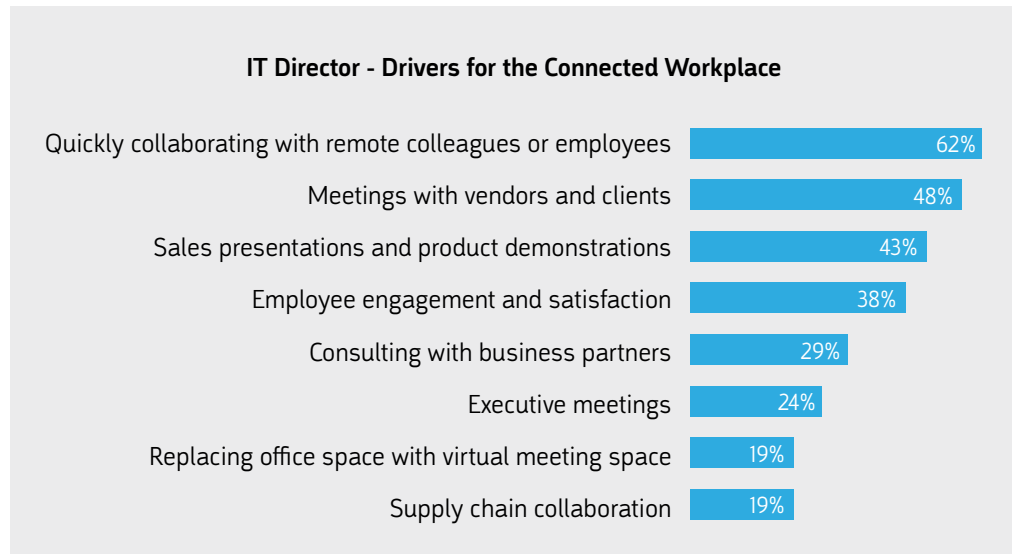 IT Director - Drivers for the Connected Workplace
Quickly collaborating with remote colleagues or employees 62%
Meetings with vendors and clients 48%
Sales presentations and product demonstrations 43%
Employee engagement and satisfaction 38%
Consulting with business partners 29%
Executive meetings 24%
Replacing office space with virtual meeting space 19%
Supply chain collaboration 19%